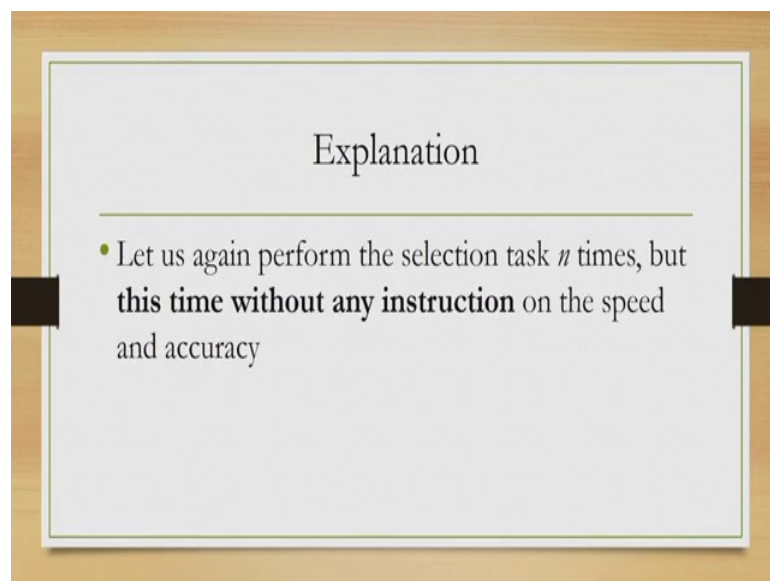 Explanation
• Let us again perform the selection task n times, but
this time without any instruction on the speed
and accuracy